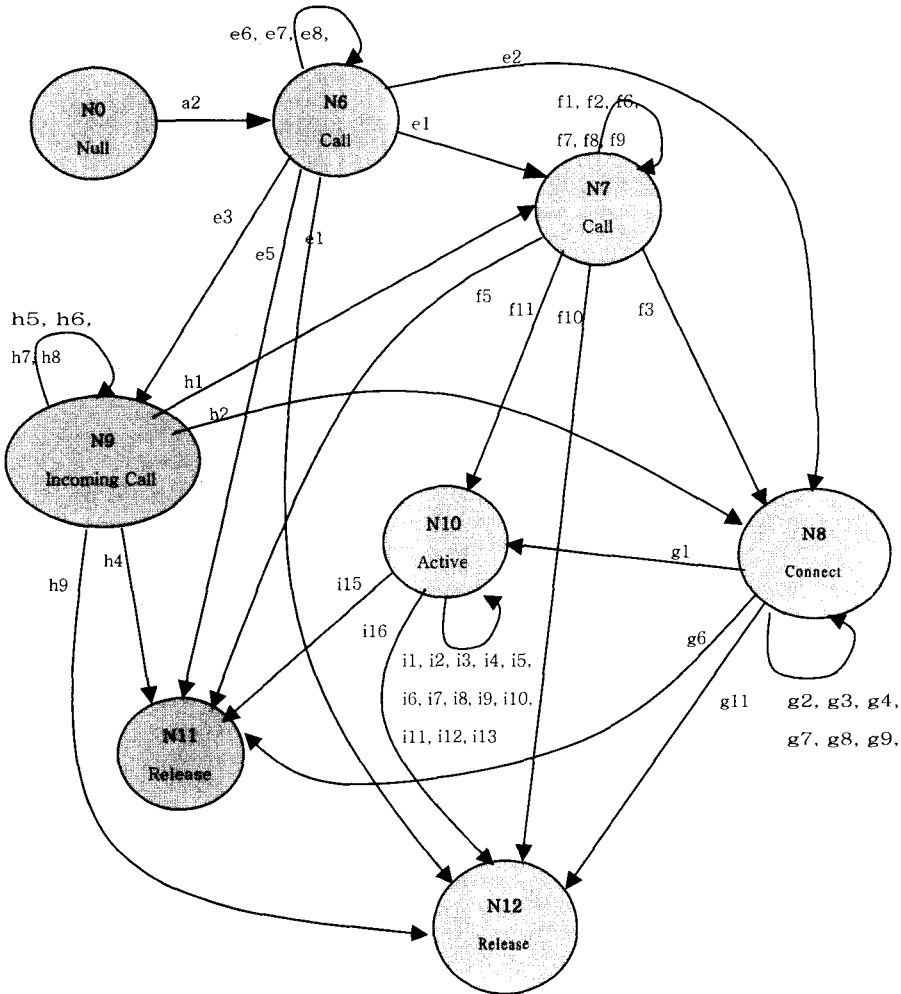 e6, e7, e8,
e2
N0
Null
a2
N6
Call
e1
f1, f2, f6,
f7, f8, f9
N7
Call
e3
e5
e1
f5
f11
f10
f3
h5, h6,
h7, h8
h1
h2
N9
Incoming Call
N10
Active
N8
Connect
g1
h9
h4
i15
i16
g6
i1, i2, i3, i4, i5,
i6, i7, i8, i9, i10,
i11, i12, i13
g11
g2, g3, g4,
g7, g8, g9,
N11
Release
N12
Release